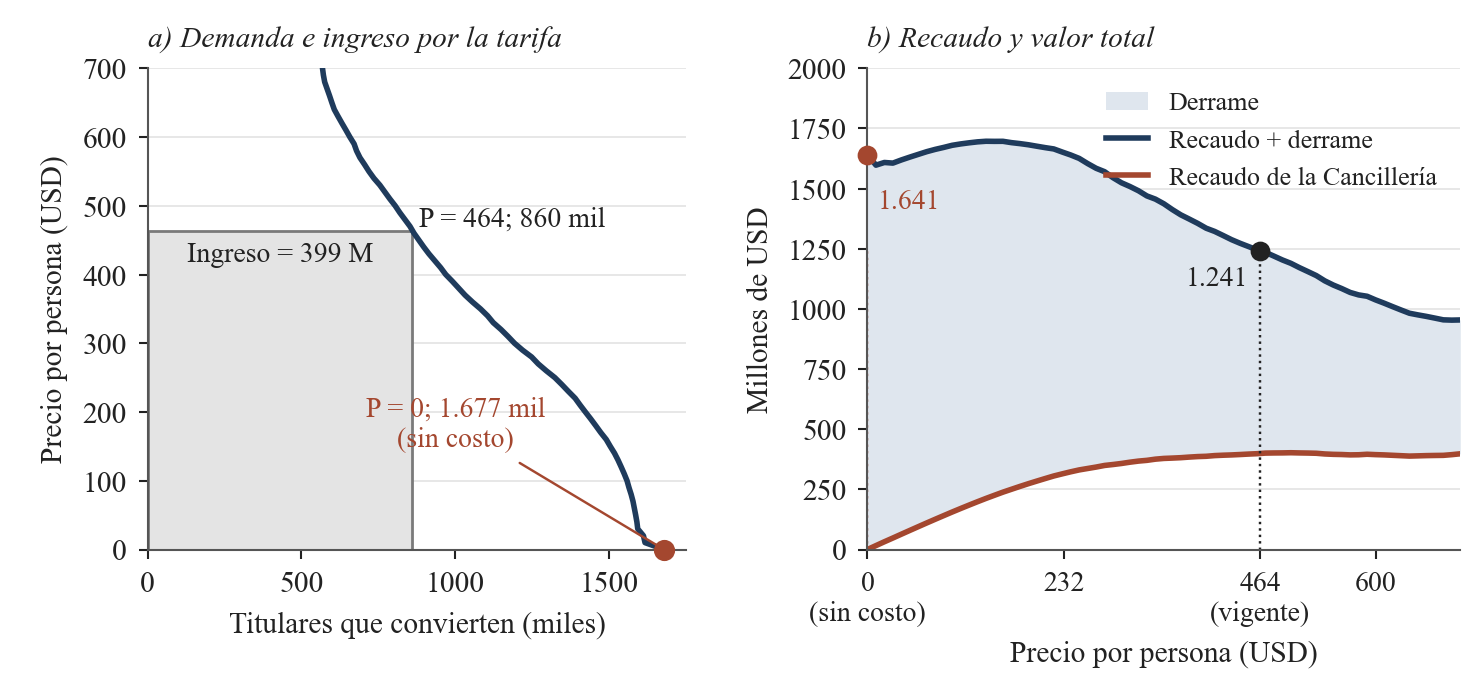 a) Demanda e ingreso por la tarifa
700
600
500
400
300
200
100
0
Precio por persona (USD)
P = 464; 860 mil
Ingreso = 399 M
P = 0; 1.677 mil
(sin costo)
0
500
1000
1500
Titulares que convierten (miles)
b) Recaudo y valor total
2000
1750
1500
1250
1000
750
500
250
0
Millones de USD
Derrame
Recaudo + derrame
Recaudo de la Cancillería
1.641
1.241
0
(sin costo)
232
464
(vigente)
600
Precio por persona (USD)